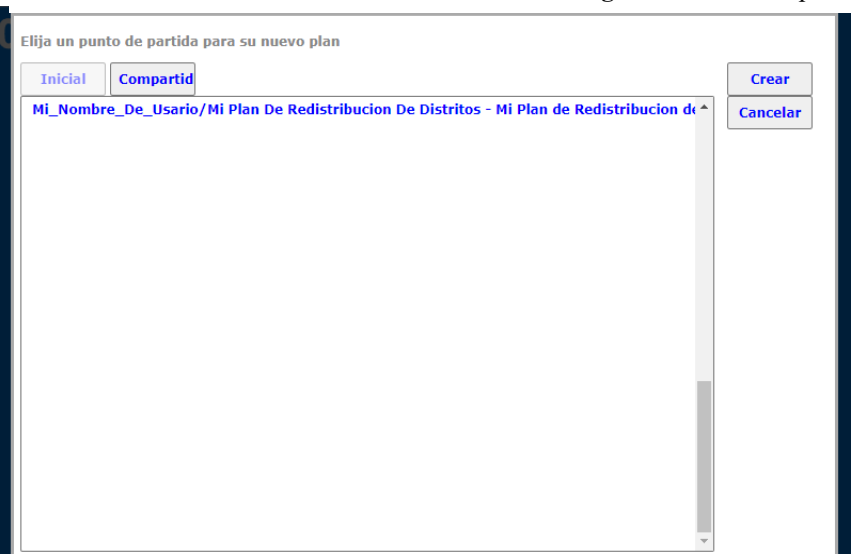 Elija un punto de partida para su nuevo plan
Inicial Compartid Crear
Mi_Nombre_De_Usario/Mi Plan De Redistribucion De Distritos - Mi Plan de Redistribucion de
Cancelar